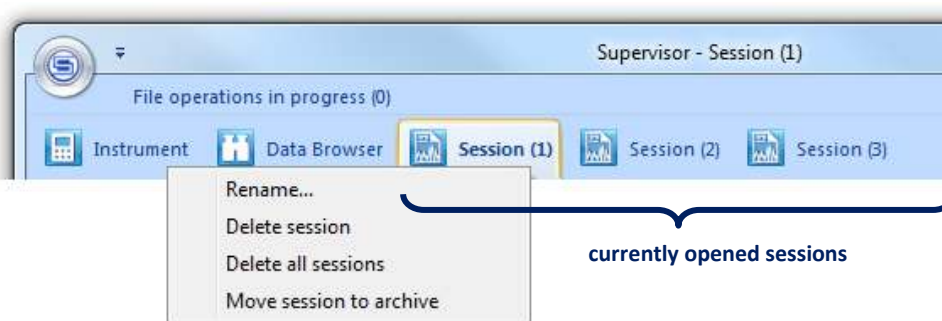 Supervisor - Session (1)
File operations in progress (0)
Instrument Data Browser Session (1) Session (2) Session (3)
Rename...
Delete session
Delete all sessions
Move session to archive
currently opened sessions